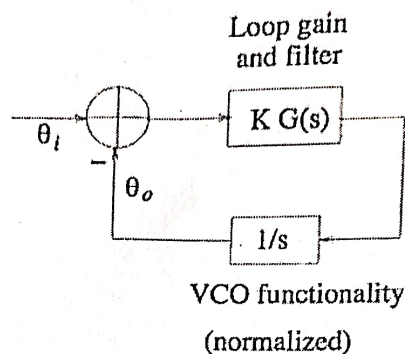 Loop gain
and filter
θi
K G(s)
−
θo
1/s
VCO functionality
(normalized)